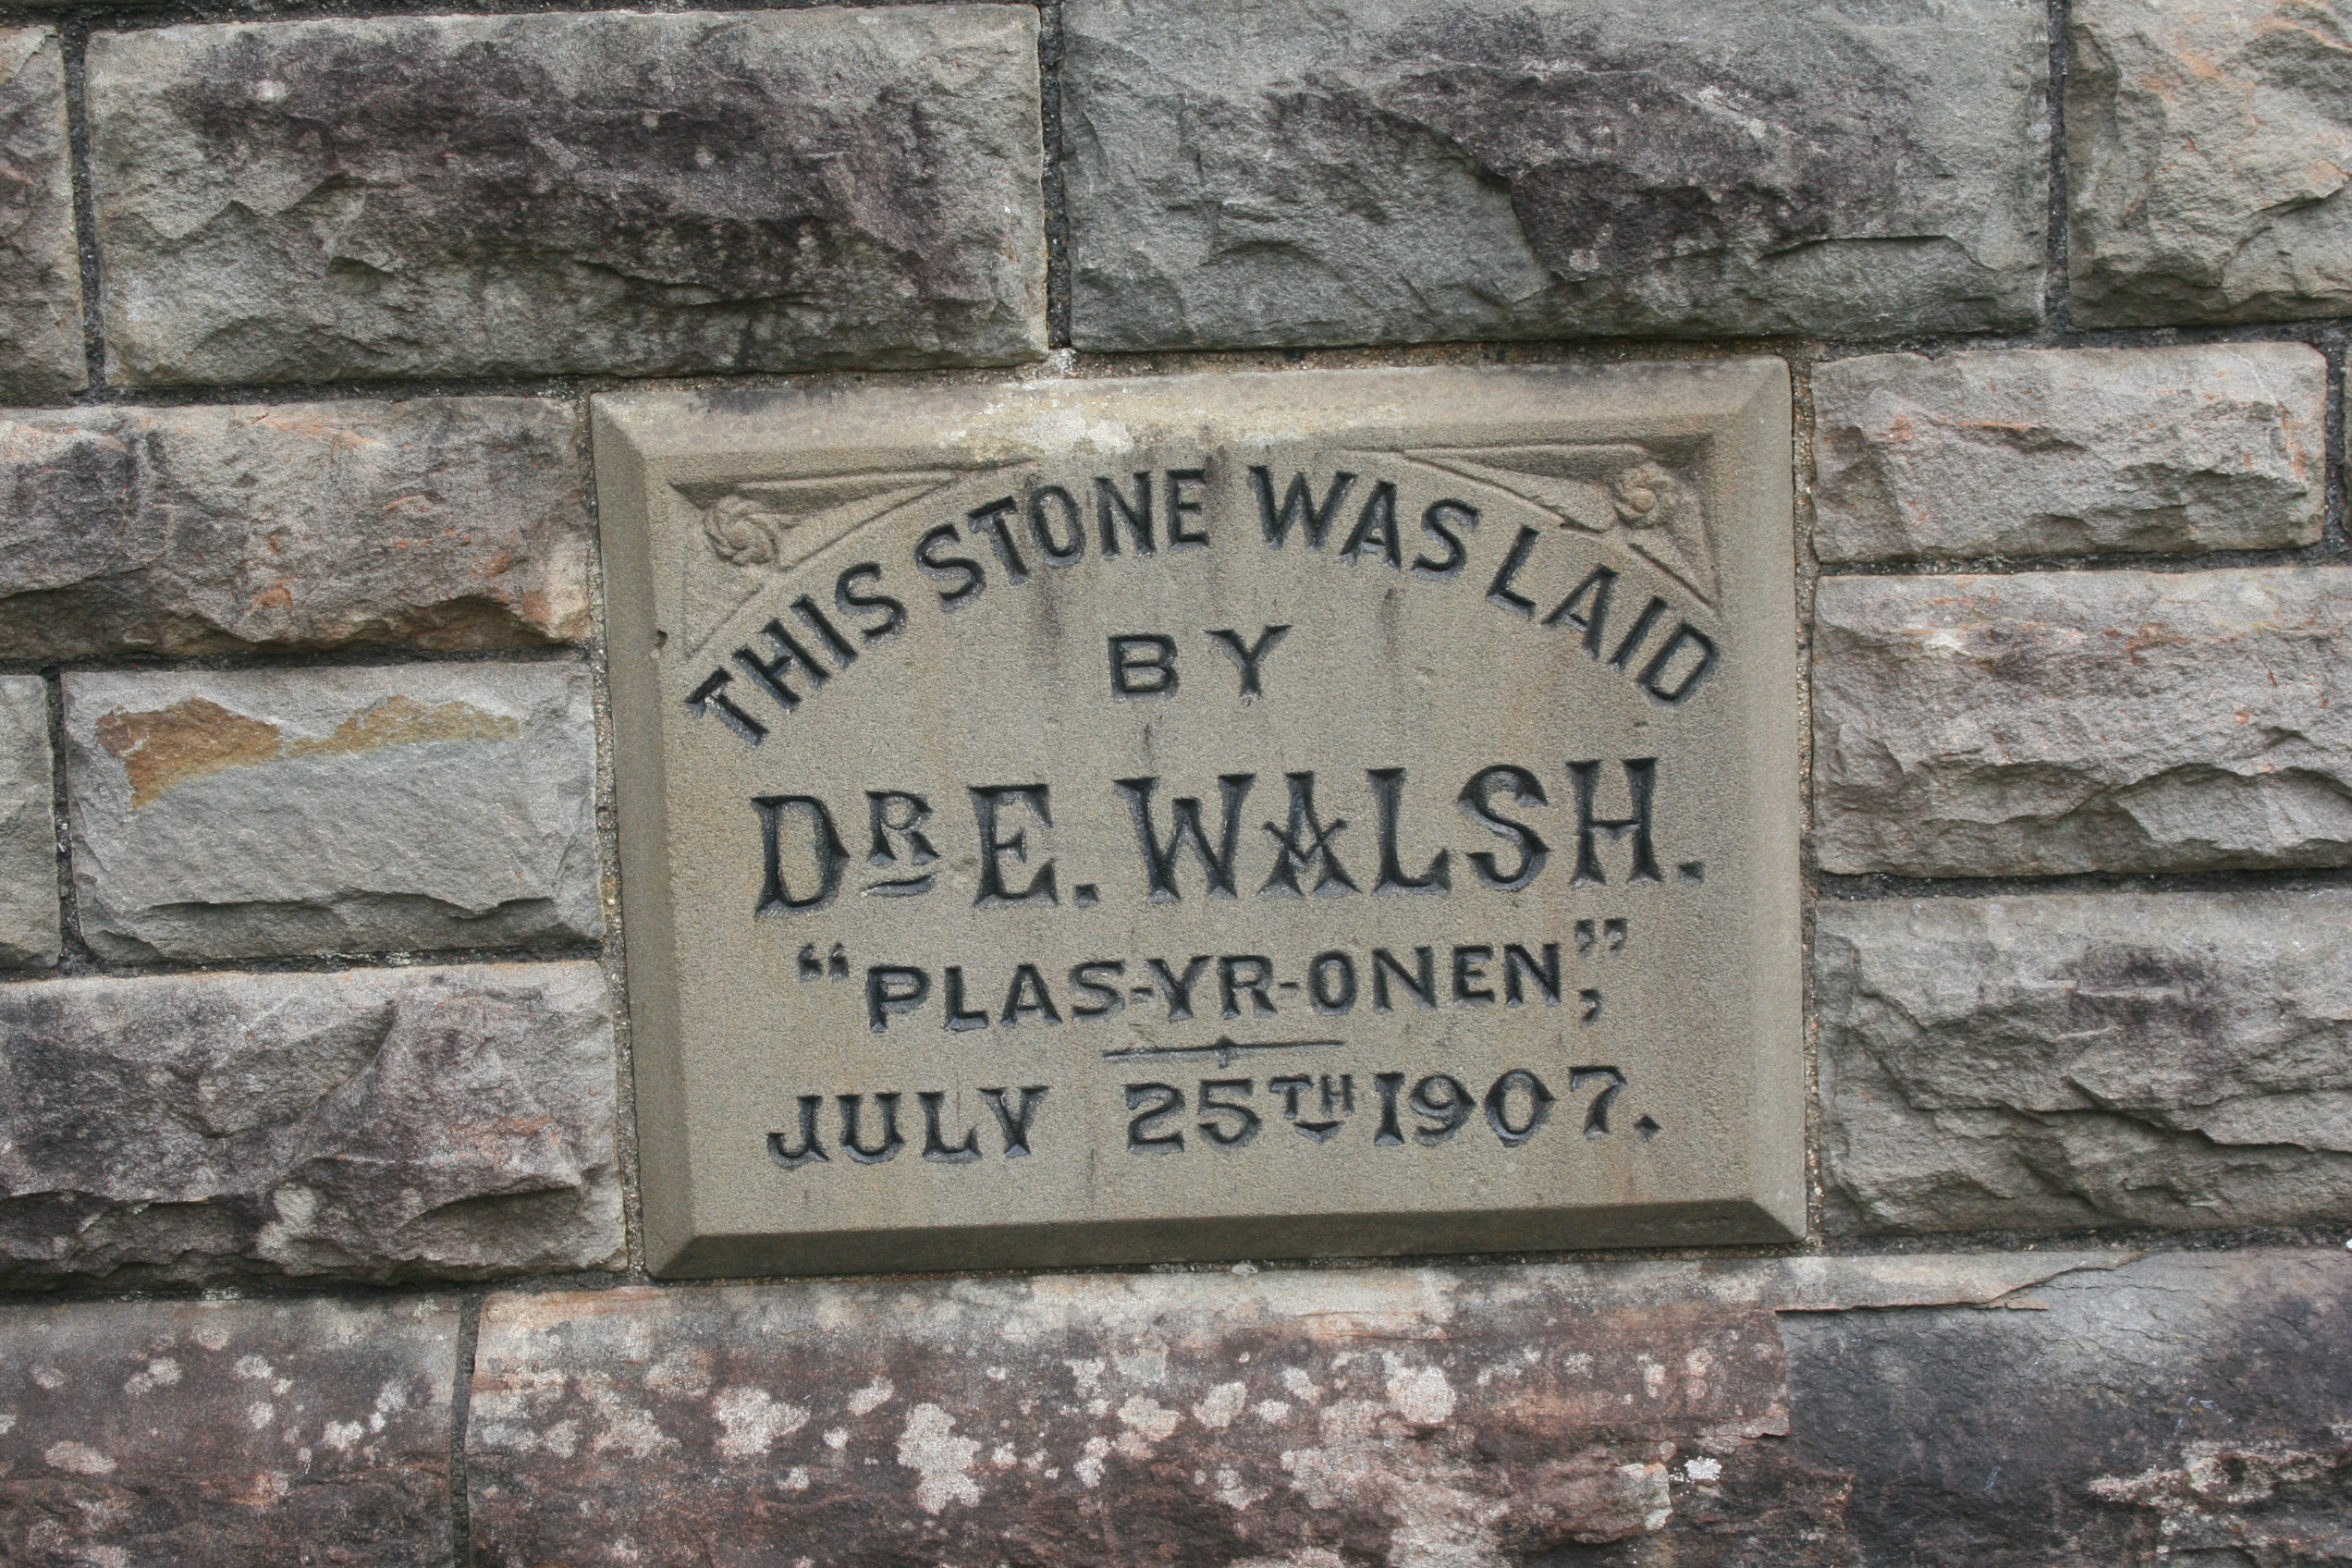 THIS STONE WAS LAID
BY
DR E. WALSH.
"PLAS-YR-ONEN,"
JULY 25TH 1907.